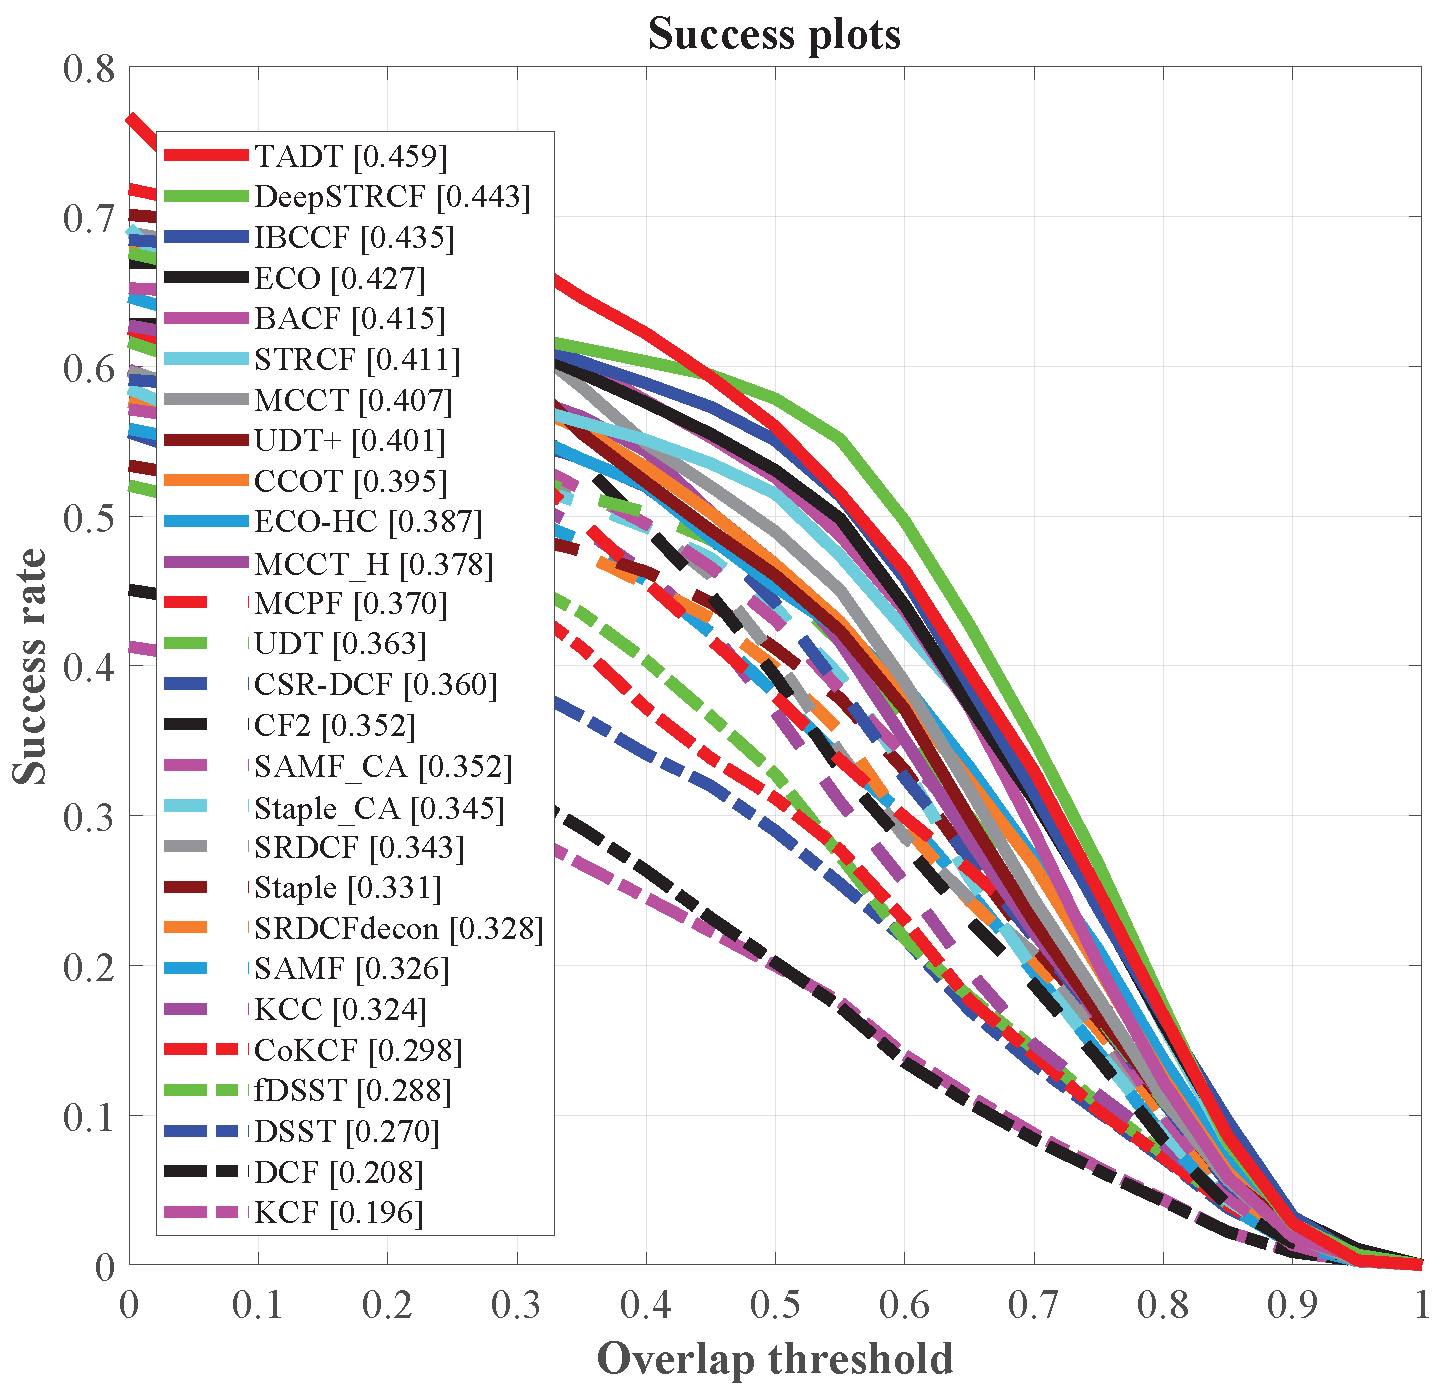 Success plots
0.8
0.7
0.6
0.5
0.4
0.3
0.2
0.1
0
Success rate
TADT [0.459]
DeepSTRCF [0.443]
IBCCF [0.435]
ECO [0.427]
BACF [0.415]
STRCF [0.411]
MCCT [0.407]
UDT+ [0.401]
CCOT [0.395]
ECO-HC [0.387]
MCCT_H [0.378]
MCPF [0.370]
UDT [0.363]
CSR-DCF [0.360]
CF2 [0.352]
SAMF_CA [0.352]
Staple_CA [0.345]
SRDCF [0.343]
Staple [0.331]
SRDCFdecon [0.328]
SAMF [0.326]
KCC [0.324]
CoKCF [0.298]
fDSST [0.288]
DSST [0.270]
DCF [0.208]
KCF [0.196]
0 0.1 0.2 0.3 0.4 0.5 0.6 0.7 0.8 0.9 1
Overlap threshold